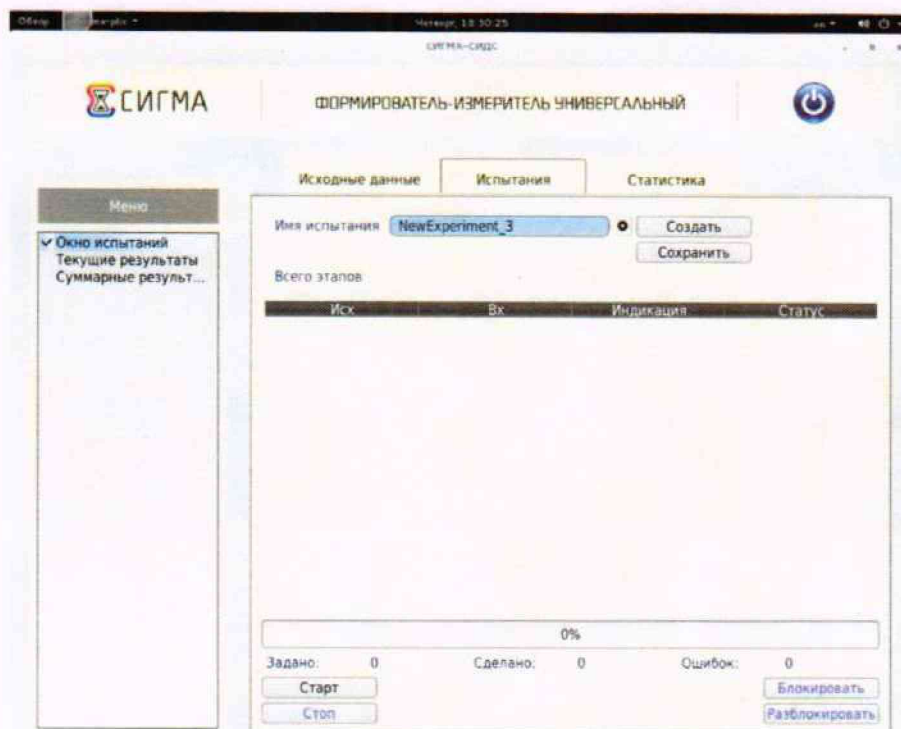 Обзор
Четверг, 18:30:25
СИГМА-СИДС
СИГМА
ФОРМИРОВАТЕЛЬ-ИЗМЕРИТЕЛЬ УНИВЕРСАЛЬНЫЙ
Исходные данные Испытания Статистика
Меню
Окно испытаний
Текущие результаты
Суммарные результ...
Имя испытания NewExperiment_3 Создать
Сохранить
Всего этапов
Исх Вх Индикация Статус
0%
Задано: 0 Сделано: 0 Ошибок: 0
Старт Блокировать
Стоп Разблокировать